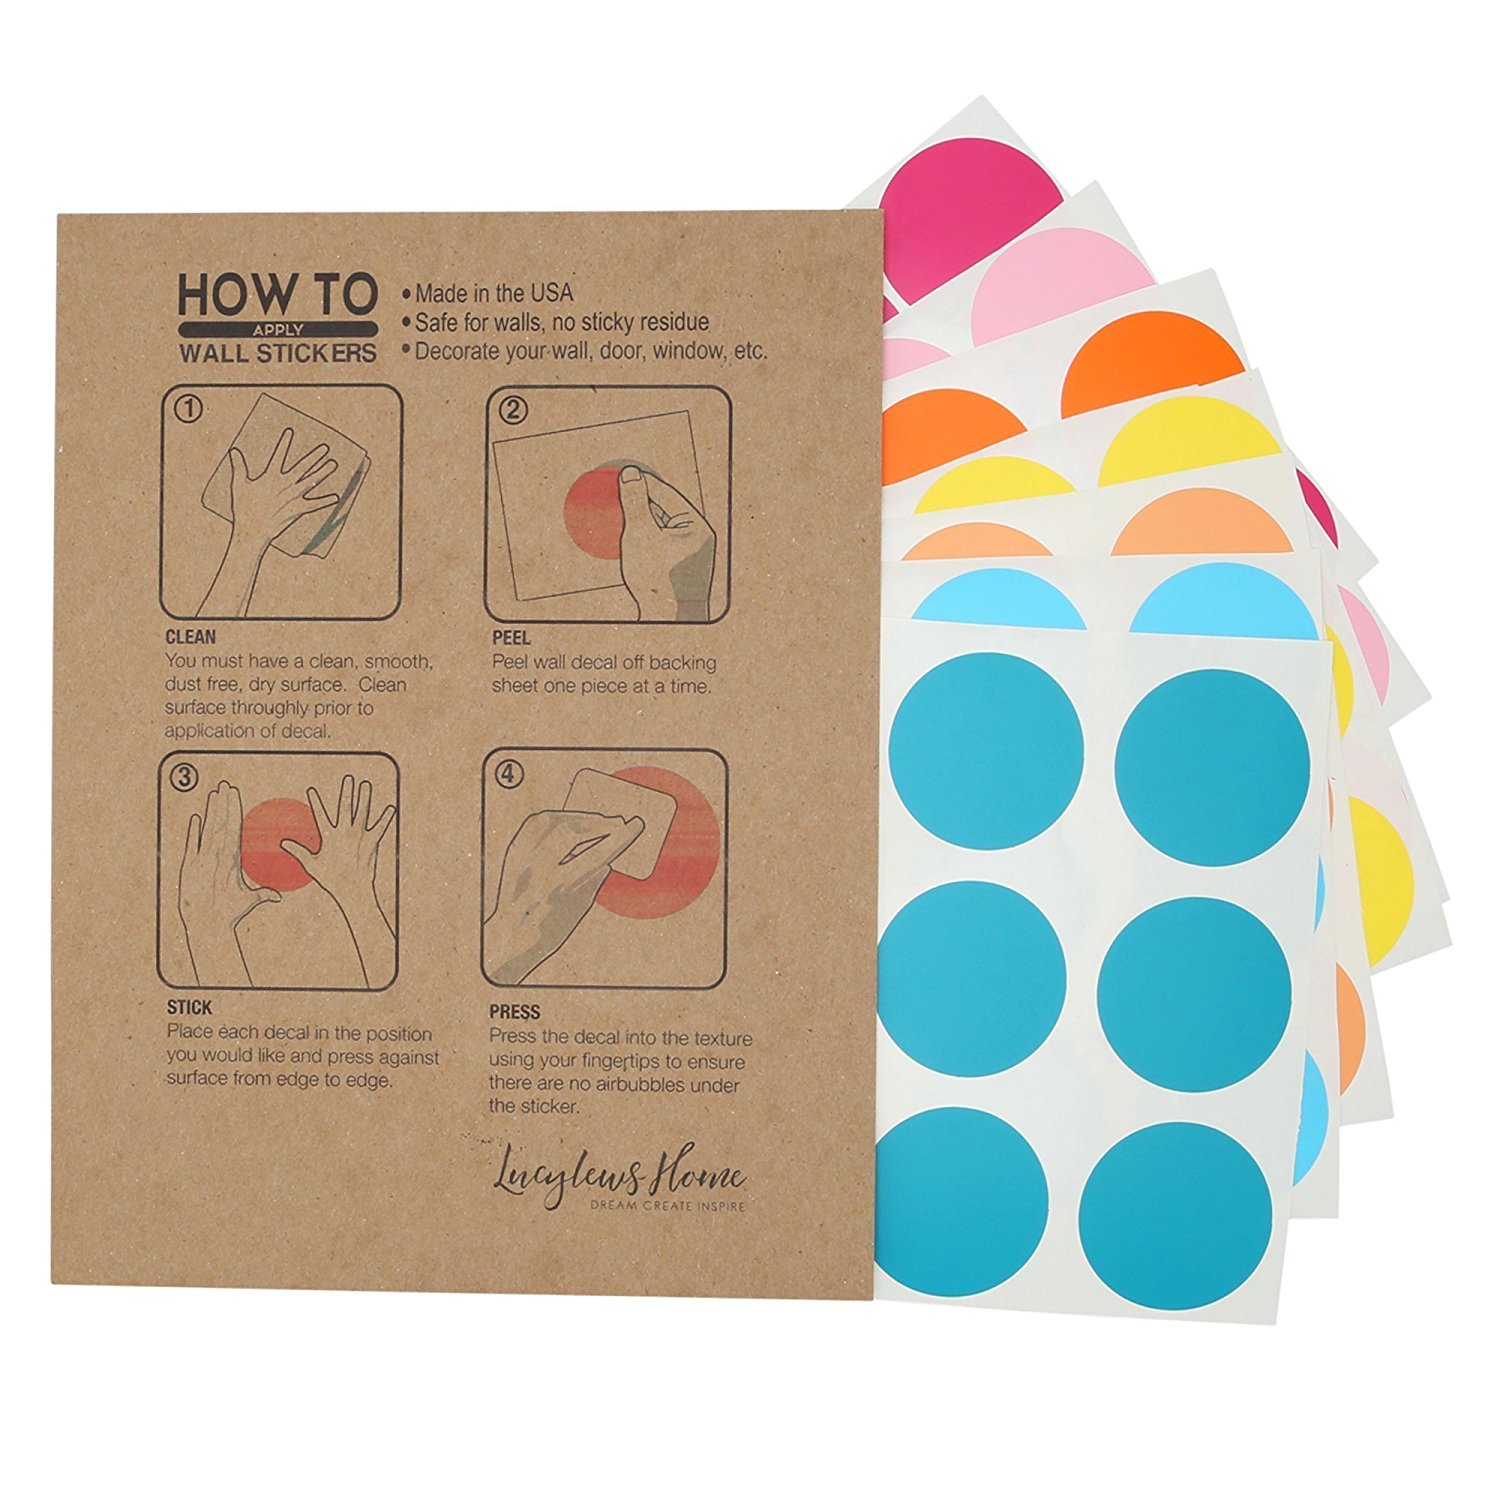 HOW TO
APPLY
WALL STICKERS
• Made in the USA
• Safe for walls, no sticky residue
• Decorate your wall, door, window, etc.
1
CLEAN
You must have a clean, smooth,
dust free, dry surface. Clean
surface throughly prior to
application of decal.
2
PEEL
Peel wall decal off backing
sheet one piece at a time.
3
STICK
Place each decal in the position
you would like and press against
surface from edge to edge.
4
PRESS
Press the decal into the texture
using your fingertips to ensure
there are no airbubbles under
the sticker.
Lucylews Home
DREAM CREATE INSPIRE